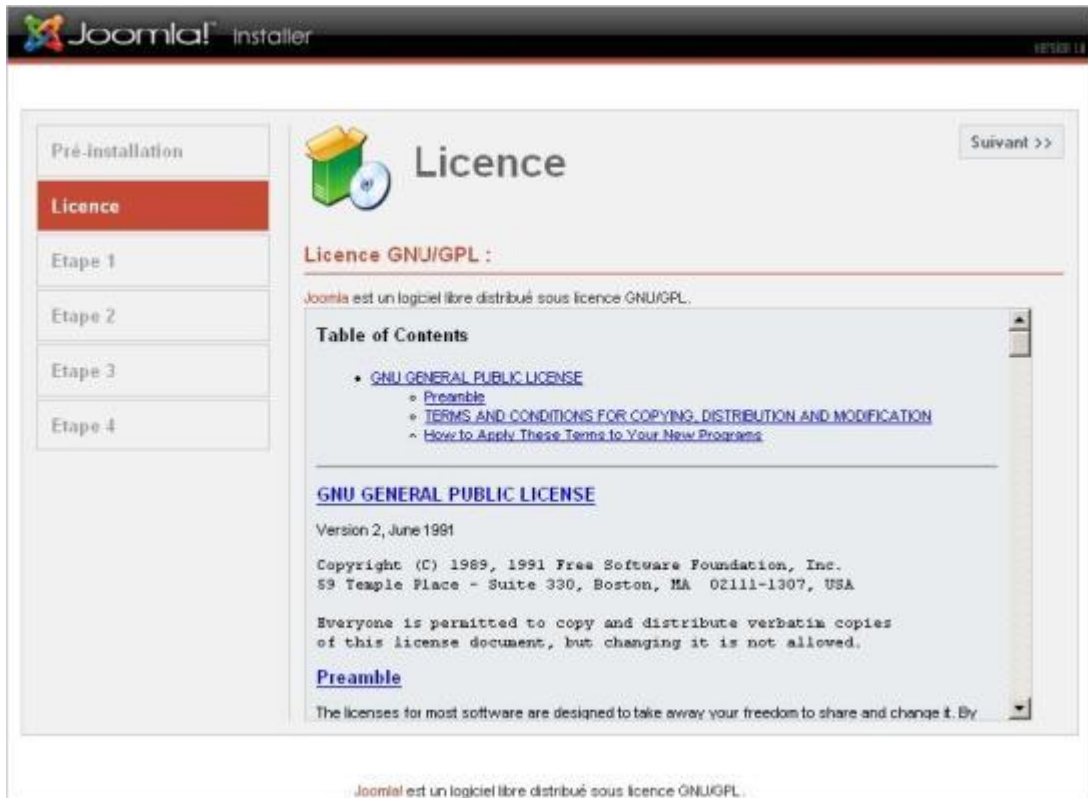 Joomla! Installer
version 1.0
Pré-installation
Licence
Etape 1
Etape 2
Etape 3
Etape 4
Licence
Suivant >>
Licence GNU/GPL :
Joomla est un logiciel libre distribué sous licence GNU/GPL.
Table of Contents
GNU GENERAL PUBLIC LICENSE
Preamble
TERMS AND CONDITIONS FOR COPYING, DISTRIBUTION AND MODIFICATION
How to Apply These Terms to Your New Programs
GNU GENERAL PUBLIC LICENSE
Version 2, June 1991
Copyright (C) 1989, 1991 Free Software Foundation, Inc.
59 Temple Place - Suite 330, Boston, MA 02111-1307, USA
Everyone is permitted to copy and distribute verbatim copies
of this license document, but changing it is not allowed.
Preamble
The licenses for most software are designed to take away your freedom to share and change it. By
Joomla! est un logiciel libre distribué sous licence GNU/GPL.